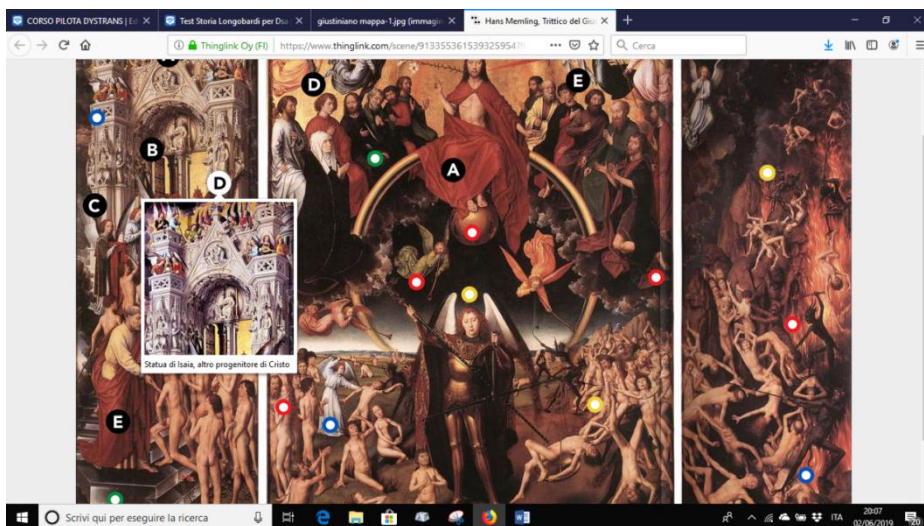 CORSO PILOTA DYSTRANS | Ed
Test Storia Longobardi per Dsa
giustiniano mappa-1.jpg (immagin
Hans Memling, Trittico del Giu
Thinglink Oy (FI)
https://www.thinglink.com/scene/913355361539325954?
Cerca
D
E
B
A
D
C
Statua di Isaia, altro progenitore di Cristo
E
Scrivi qui per eseguire la ricerca
ITA
20:07
02/06/2019